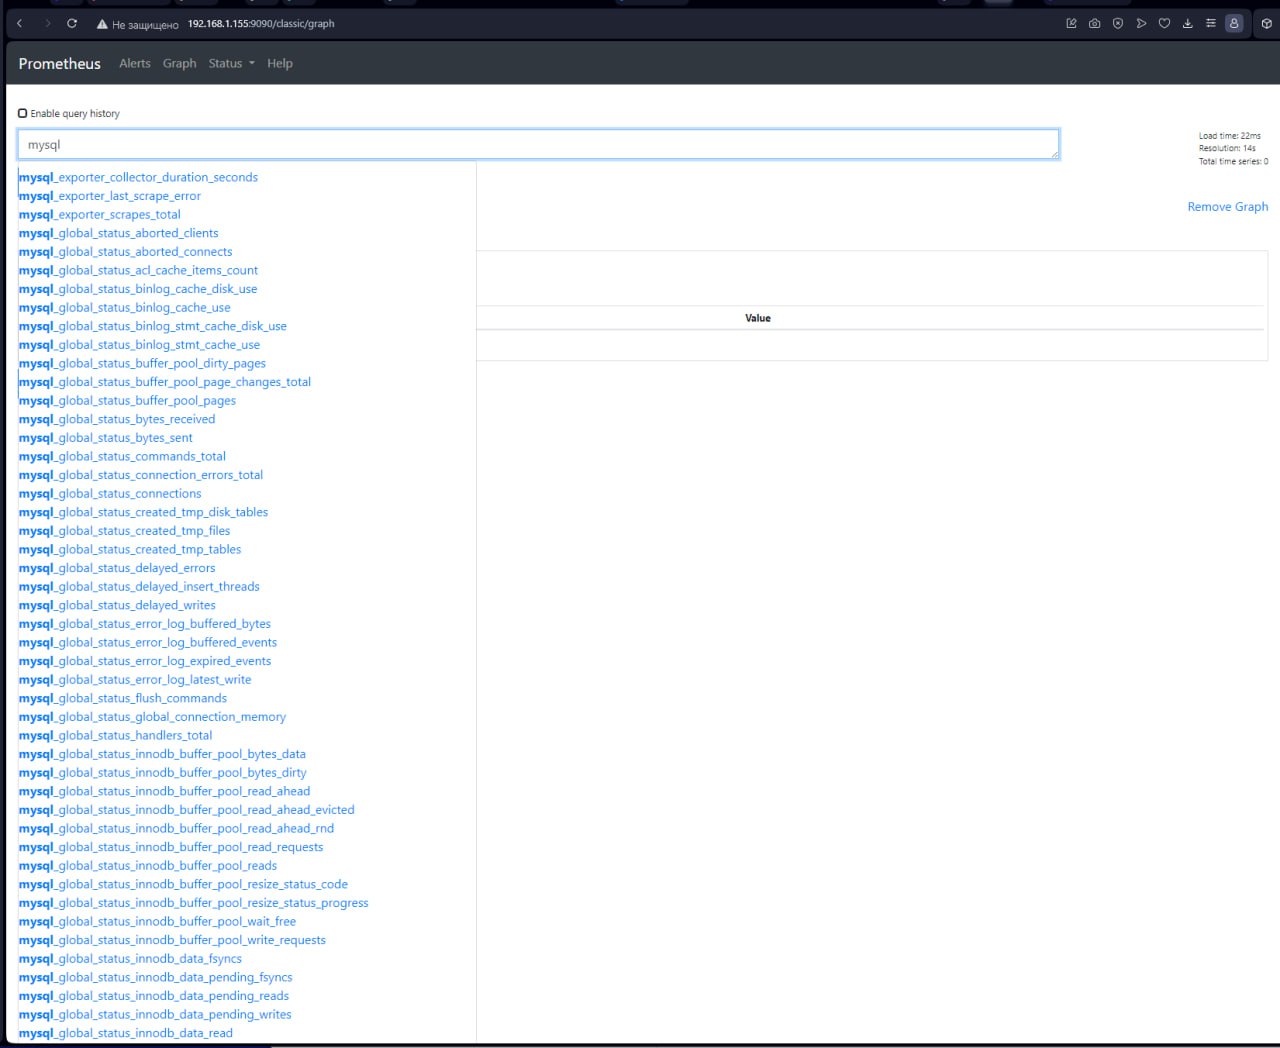 Не защищено 192.168.1.155:9090/classic/graph
Prometheus Alerts Graph Status Help
Enable query history
mysql
Load time: 22ms
Resolution: 14s
Total time series: 0
Remove Graph
Value
mysql_exporter_collector_duration_seconds
mysql_exporter_last_scrape_error
mysql_exporter_scrapes_total
mysql_global_status_aborted_clients
mysql_global_status_aborted_connects
mysql_global_status_acl_cache_items_count
mysql_global_status_binlog_cache_disk_use
mysql_global_status_binlog_cache_use
mysql_global_status_binlog_stmt_cache_disk_use
mysql_global_status_binlog_stmt_cache_use
mysql_global_status_buffer_pool_dirty_pages
mysql_global_status_buffer_pool_page_changes_total
mysql_global_status_buffer_pool_pages
mysql_global_status_bytes_received
mysql_global_status_bytes_sent
mysql_global_status_commands_total
mysql_global_status_connection_errors_total
mysql_global_status_connections
mysql_global_status_created_tmp_disk_tables
mysql_global_status_created_tmp_files
mysql_global_status_created_tmp_tables
mysql_global_status_delayed_errors
mysql_global_status_delayed_insert_threads
mysql_global_status_delayed_writes
mysql_global_status_error_log_buffered_bytes
mysql_global_status_error_log_buffered_events
mysql_global_status_error_log_expired_events
mysql_global_status_error_log_latest_write
mysql_global_status_flush_commands
mysql_global_status_global_connection_memory
mysql_global_status_handlers_total
mysql_global_status_innodb_buffer_pool_bytes_data
mysql_global_status_innodb_buffer_pool_bytes_dirty
mysql_global_status_innodb_buffer_pool_read_ahead
mysql_global_status_innodb_buffer_pool_read_ahead_evicted
mysql_global_status_innodb_buffer_pool_read_ahead_rnd
mysql_global_status_innodb_buffer_pool_read_requests
mysql_global_status_innodb_buffer_pool_reads
mysql_global_status_innodb_buffer_pool_resize_status_code
mysql_global_status_innodb_buffer_pool_resize_status_progress
mysql_global_status_innodb_buffer_pool_wait_free
mysql_global_status_innodb_buffer_pool_write_requests
mysql_global_status_innodb_data_fsyncs
mysql_global_status_innodb_data_pending_fsyncs
mysql_global_status_innodb_data_pending_reads
mysql_global_status_innodb_data_pending_writes
mysql_global_status_innodb_data_read